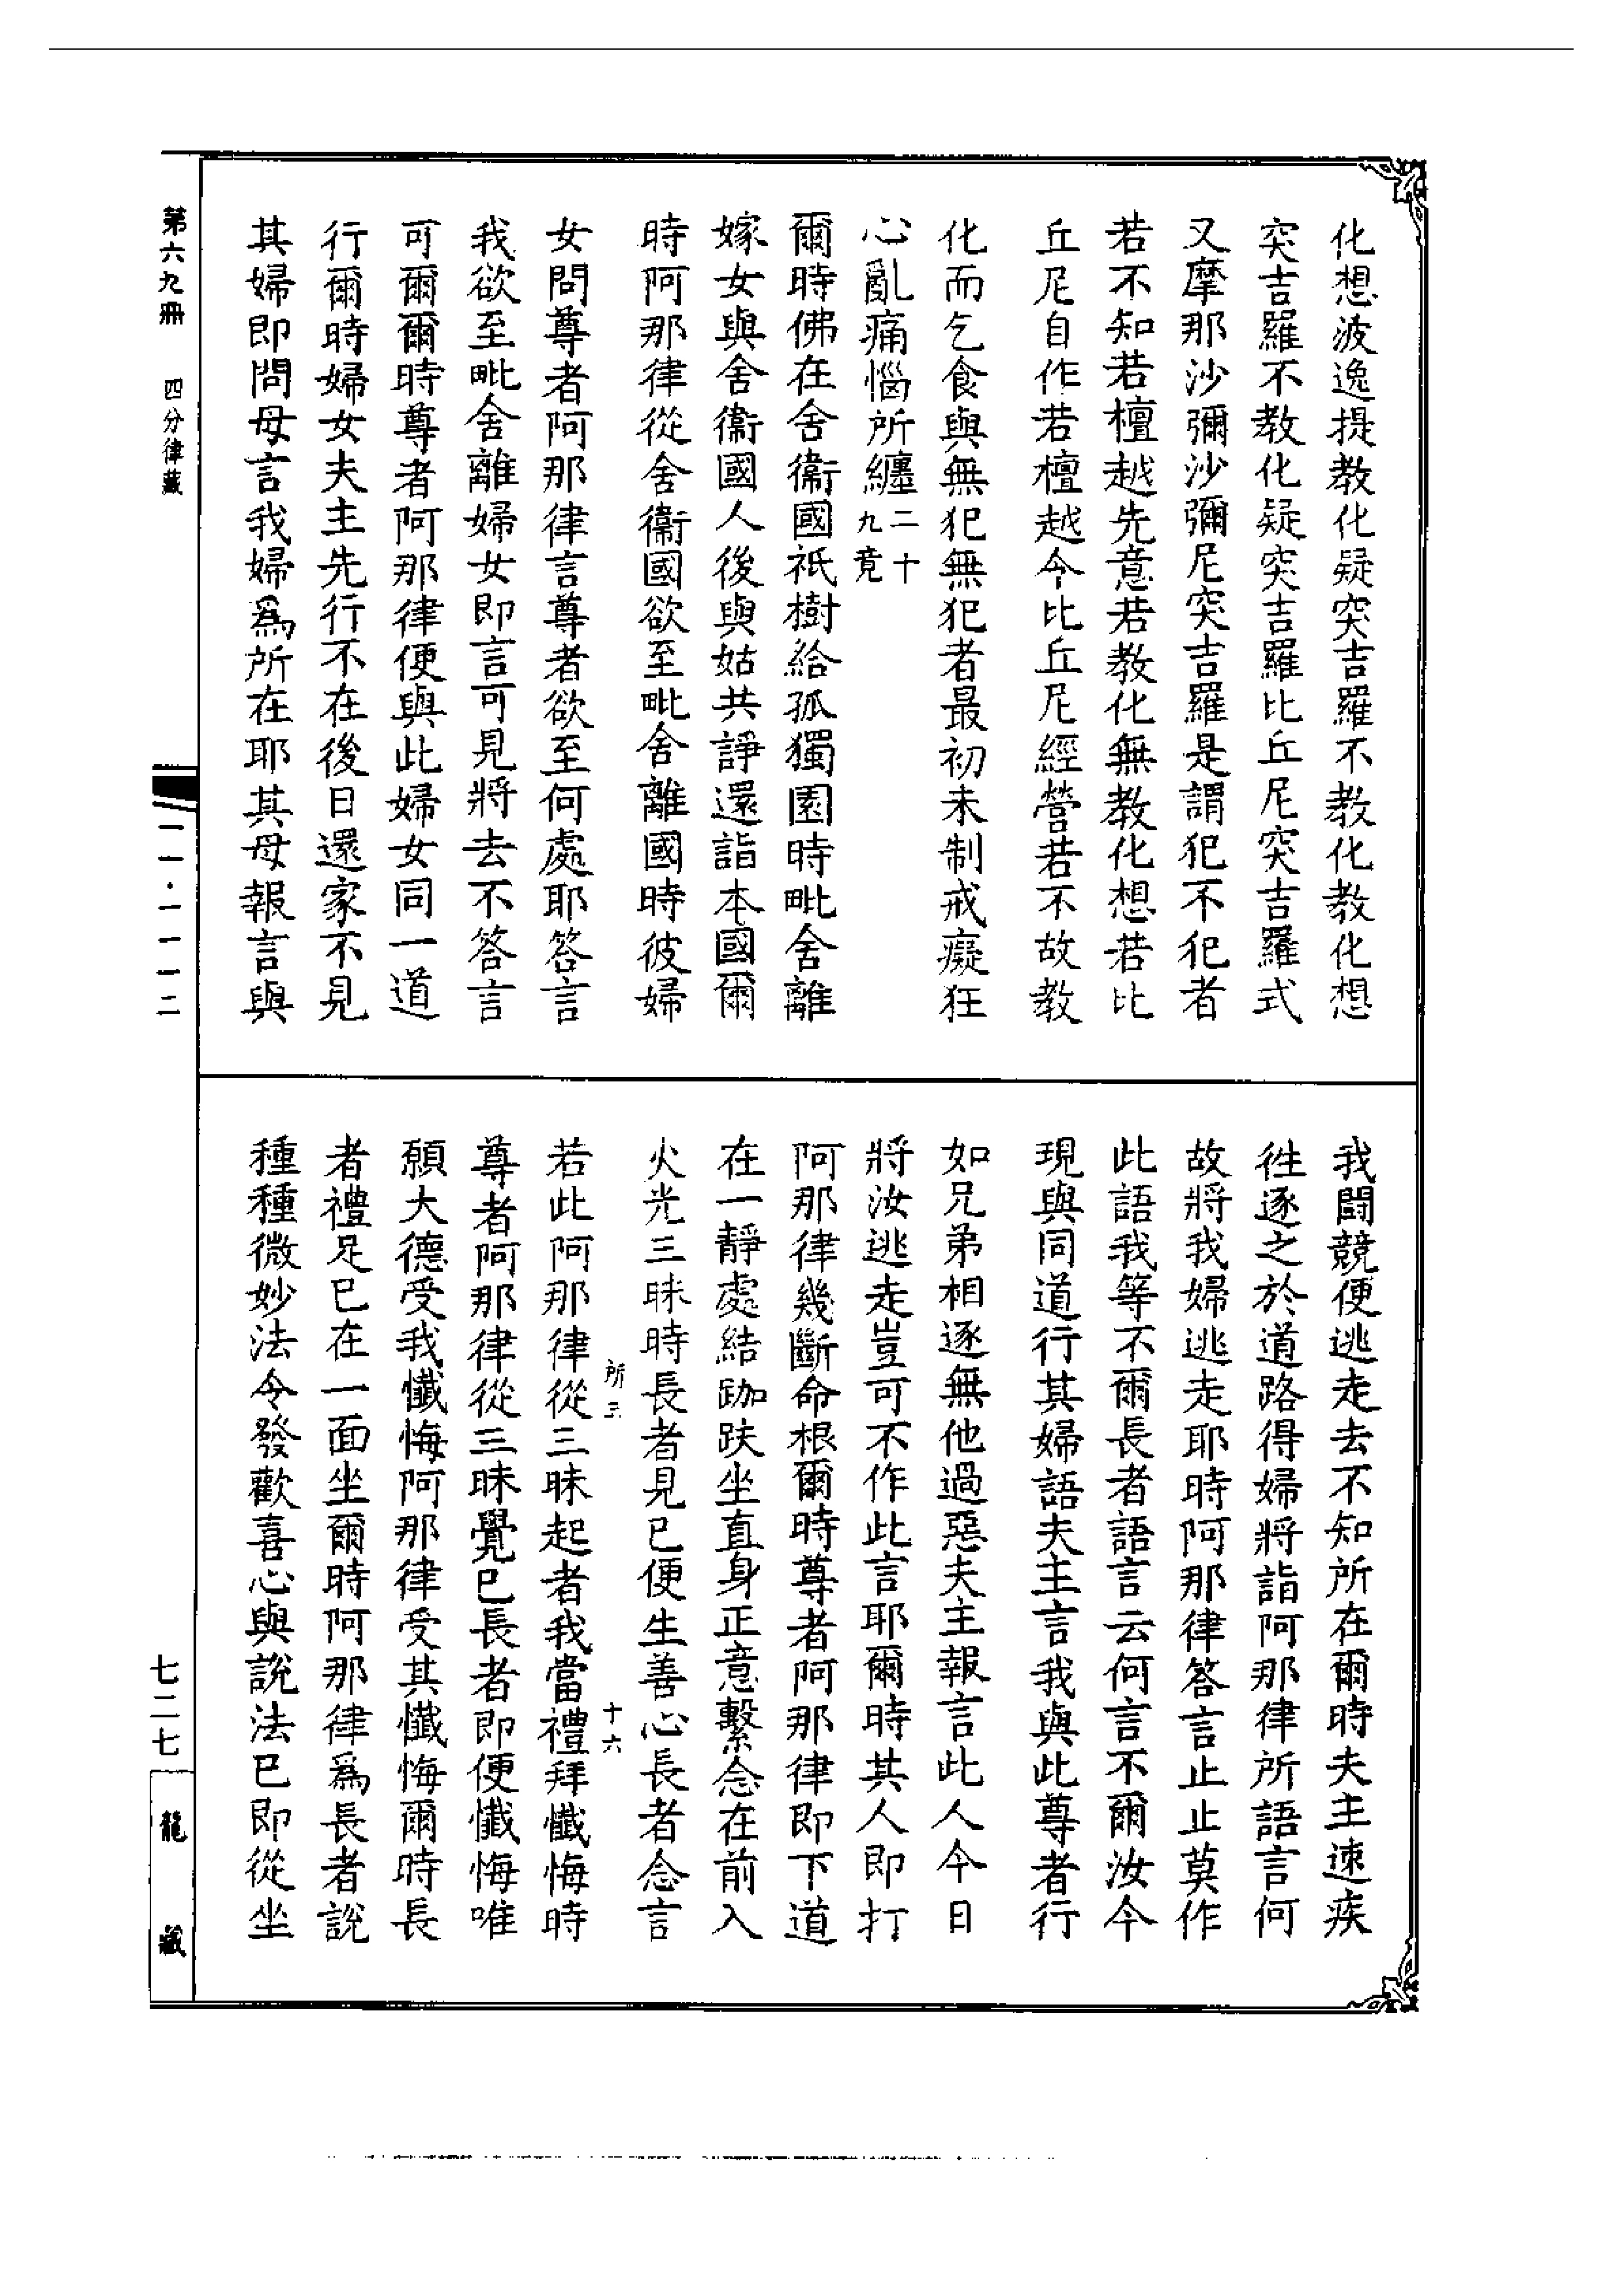 化想波逸提教化疑突吉羅不教化教化想
突吉羅不教化疑突吉羅比丘尼突吉羅式
叉摩那沙彌沙彌尼突吉羅是謂犯不犯者
若不知若檀越先意若教化無教化想若比
丘尼自作若檀越今比丘尼經營若不故教
化而乞食與無犯無犯者最初未制戒癡狂
心亂痛惱所纏二十九竟
爾時佛在舍衞國祇樹給孤獨園時毗舍離
嫁女與舍衞國人後與姑共諍還詣本國爾
時阿那律從舍衞國欲至毗舍離國時彼婦
女問尊者阿那律言尊者欲至何處耶答言
我欲至毗舍離婦女即言可見將去不答言
可爾爾時尊者阿那律便與此婦女同一道
行爾時婦女夫主先行不在後日還家不見
其婦即問母言我婦爲所在耶其母報言與
我鬪競便逃走去不知所在爾時夫主速疾
徃逐之於道路得婦將詣阿那律所語言何
故將我婦逃走耶時阿那律答言止止莫作
此語我等不爾長者語言云何言不爾汝今
現與同道行其婦語夫主言我與此尊者行
如兄弟相逐無他過惡夫主報言此人今日
將汝逃走豈可不作此言耶爾時其人即打
阿那律幾斷命根爾時尊者阿那律即下道
在一靜處結跏趺坐直身正意繫念在前入
火光三昧時長者見已便生善心長者念言
所三 十六
若此阿那律從三昧起者我當禮拜懺悔時
尊者阿那律從三昧覺已長者即便懺悔唯
願大德受我懺悔阿那律受其懺悔爾時長
者禮足已在一面坐爾時阿那律爲長者說
種種微妙法令發歡喜心與說法已即從坐
第六九冊 四分律藏
一一·一一一二
七二七
龍藏